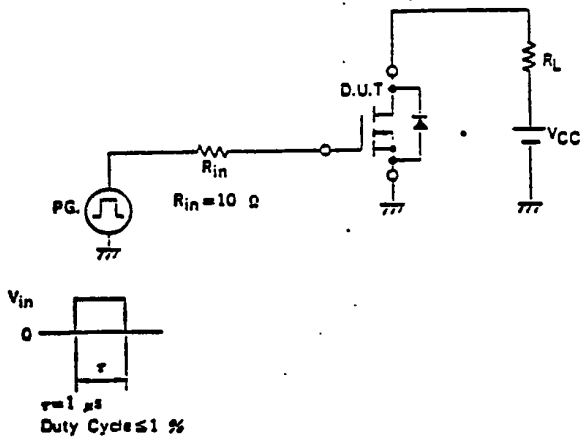 D.U.T
RL
VCC
Rin
Rin=10 Ω
PG.
Vin
0
τ
τ=1 μs
Duty Cycle≤1 %